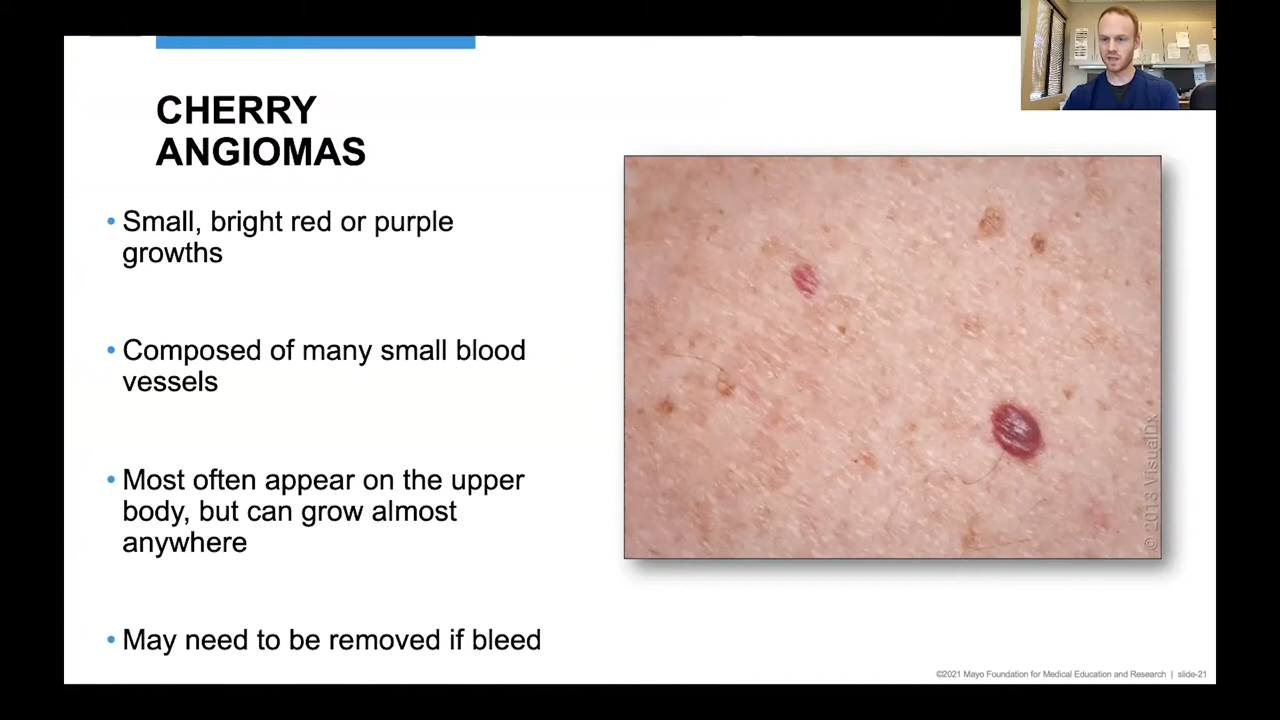 CHERRY
ANGIOMAS
• Small, bright red or purple
growths
• Composed of many small blood
vessels
• Most often appear on the upper
body, but can grow almost
anywhere
• May need to be removed if bleed
© 2013 VisualDx
©2021 Mayo Foundation for Medical Education and Research | slide-21